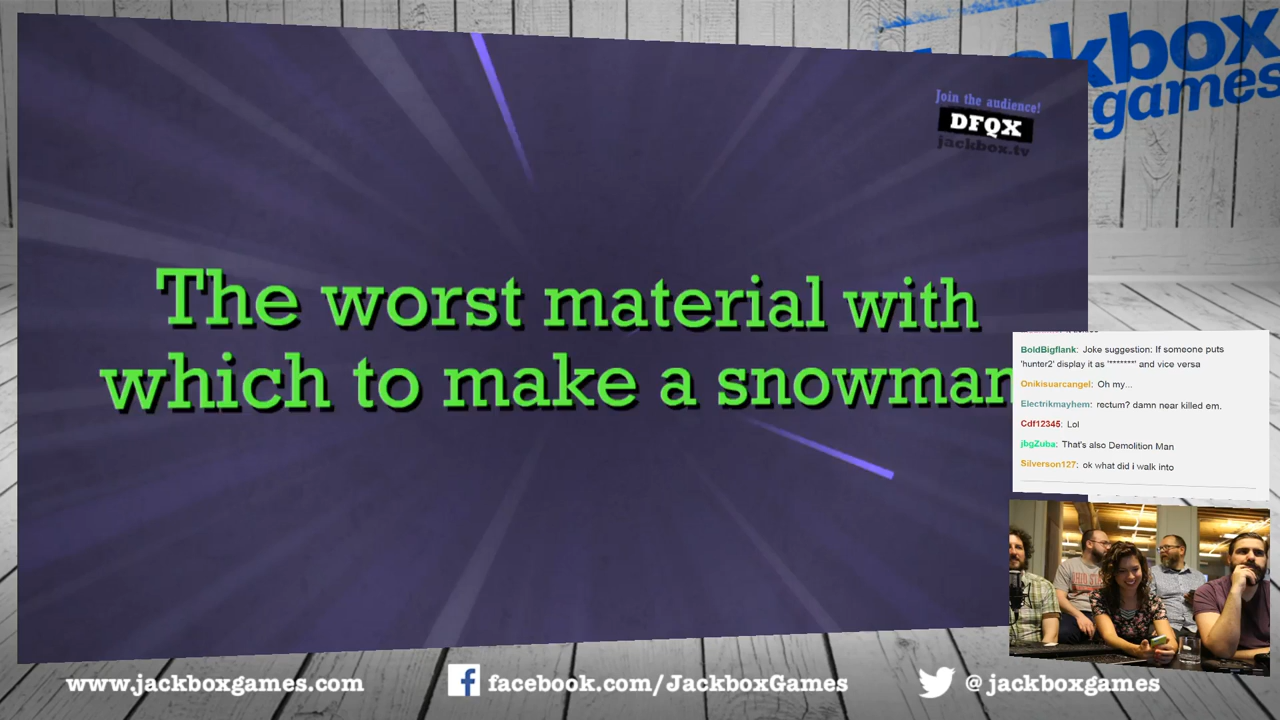 jackbox
games
Join the audience!
DFQX
jackbox.tv
The worst material with
which to make a snowman
BoldBigflank: Joke suggestion: If someone puts
'hunter2' display it as '*******' and vice versa
Onikisuarcangel: Oh my...
Electrikmayhem: rectum? damn near killed em.
Cdf12345: Lol
jbgZuba: That's also Demolition Man
Silverson127: ok what did i walk into
www.jackboxgames.com
facebook.com/JackboxGames
@jackboxgames